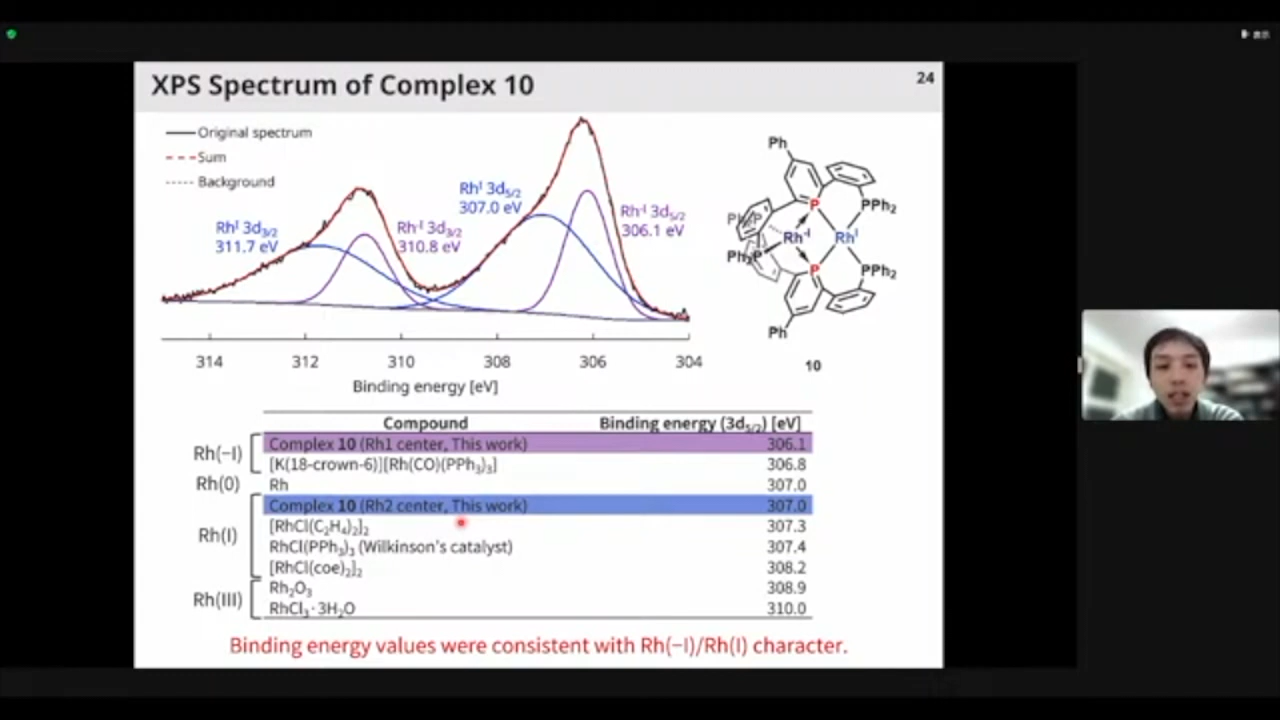 XPS Spectrum of Complex 10
24
Original spectrum
Sum
Background
Rhᴵ 3d₃/₂
311.7 eV
Rh⁻ᴵ 3d₃/₂
310.8 eV
Rhᴵ 3d₅/₂
307.0 eV
Rh⁻ᴵ 3d₅/₂
306.1 eV
314 312 310 308 306 304
Binding energy [eV]
Ph
P
PPh₂
Ph₂P
Rh⁻ᴵ
Rhᴵ
Ph₂P
P
PPh₂
Ph
10
Compound Binding energy (3d₅/₂) [eV]
Rh(−I) Complex 10 (Rh1 center, This work) 306.1
[K(18-crown-6)][Rh(CO)(PPh₃)₃] 306.8
Rh(0) Rh 307.0
Rh(I) Complex 10 (Rh2 center, This work) 307.0
[RhCl(C₂H₄)₂]₂ 307.3
RhCl(PPh₃)₃ (Wilkinson's catalyst) 307.4
[RhCl(coe)₂]₂ 308.2
Rh(III) Rh₂O₃ 308.9
RhCl₃·3H₂O 310.0
Binding energy values were consistent with Rh(−I)/Rh(I) character.